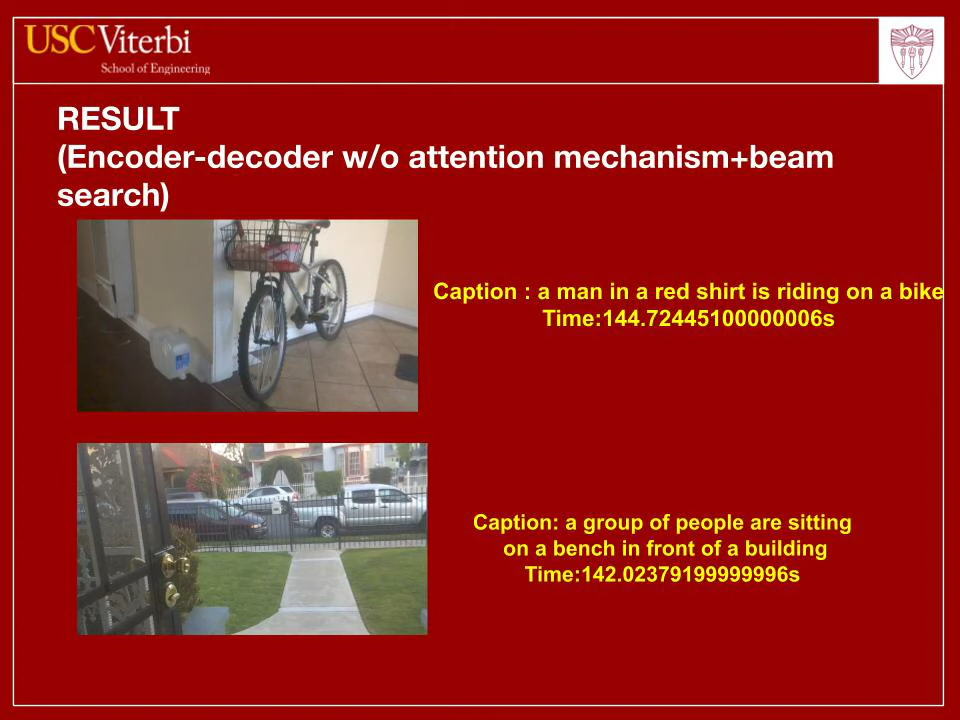 USC Viterbi
School of Engineering
RESULT
(Encoder-decoder w/o attention mechanism+beam
search)
Caption : a man in a red shirt is riding on a bike
Time:144.72445100000006s
Caption: a group of people are sitting
on a bench in front of a building
Time:142.02379199999996s